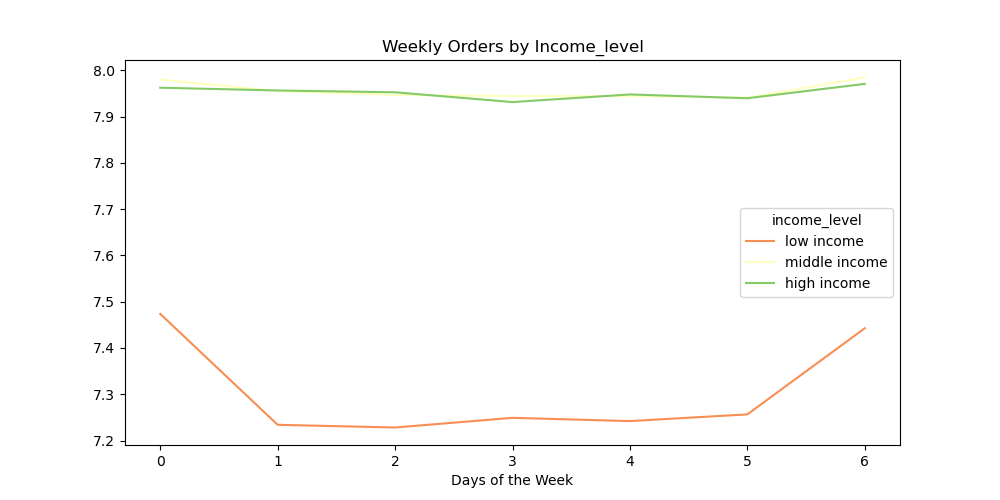 Weekly Orders by Income_level
8.0
7.9
7.8
7.7
7.6
7.5
7.4
7.3
7.2
income_level
low income
middle income
high income
0 1 2 3 4 5 6
Days of the Week